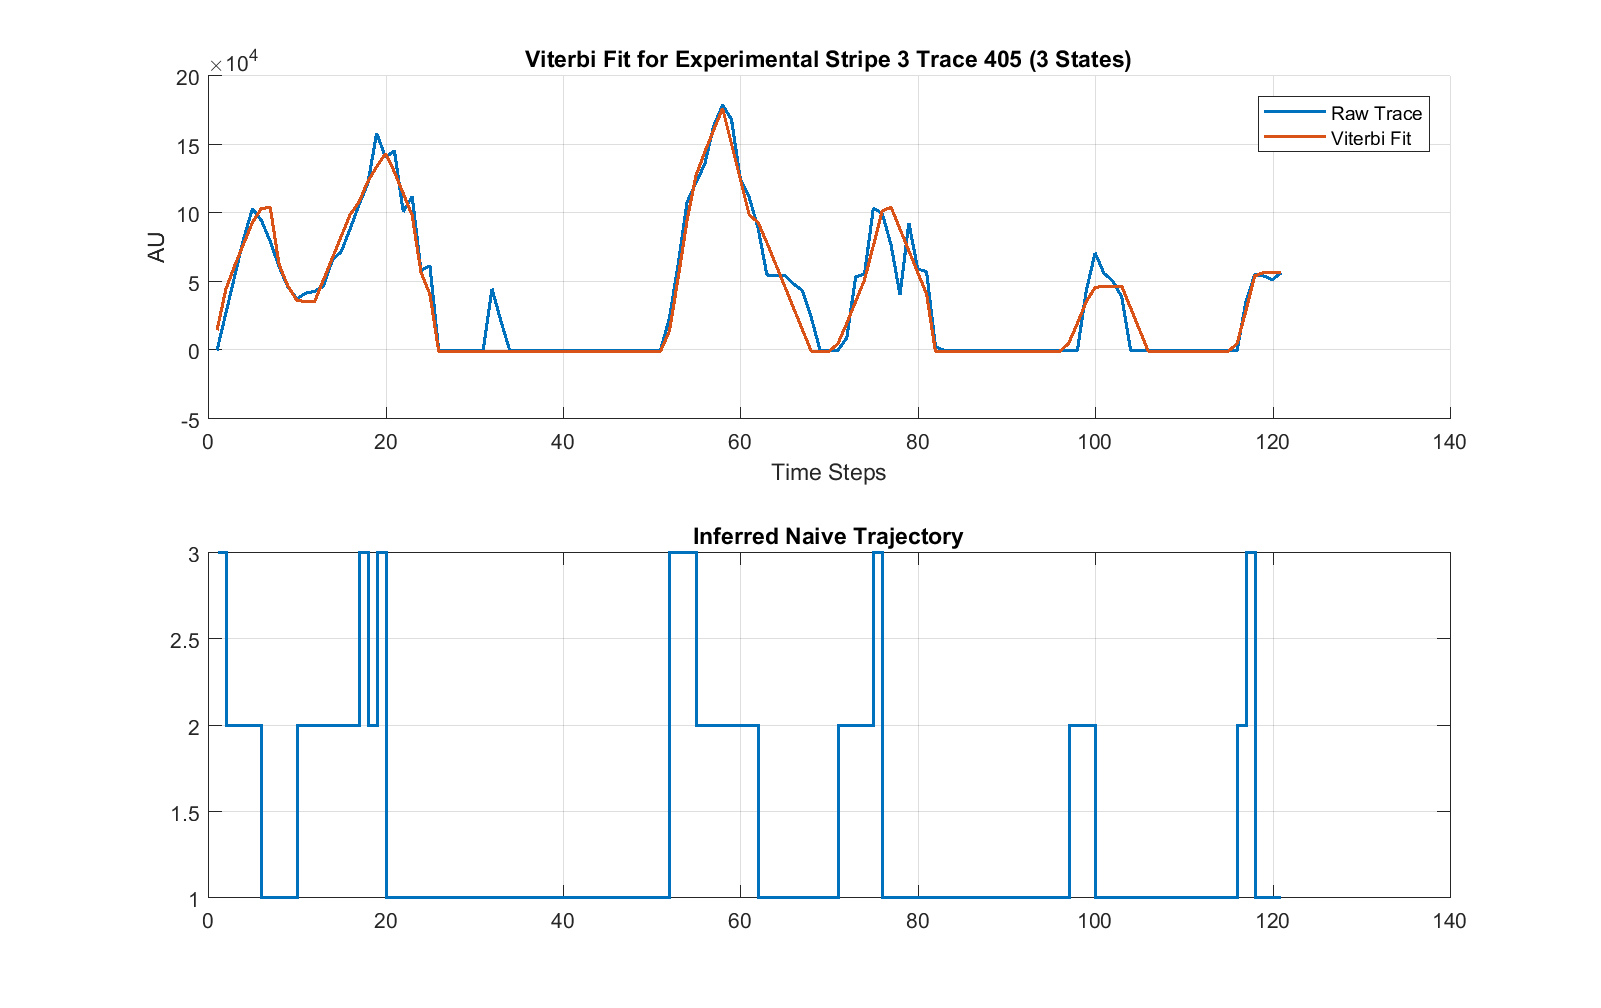 ×10^4
Viterbi Fit for Experimental Stripe 3 Trace 405 (3 States)
20
15
10
5
0
-5
AU
Raw Trace
Viterbi Fit
0 20 40 60 80 100 120 140
Time Steps
Inferred Naive Trajectory
3
2.5
2
1.5
1
0 20 40 60 80 100 120 140